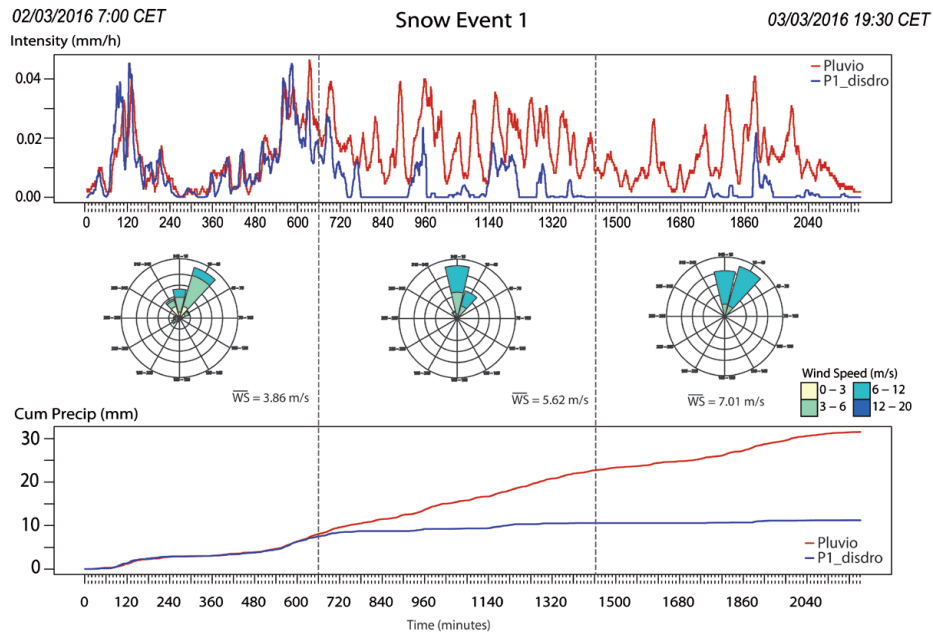 02/03/2016 7:00 CET
Snow Event 1
03/03/2016 19:30 CET
Intensity (mm/h)
Pluvio
P1_disdro
0.04
0.02
0.00
0 120 240 360 480 600 720 840 960 1140 1320 1500 1680 1860 2040
WS = 3.86 m/s
WS = 5.62 m/s
WS = 7.01 m/s
Wind Speed (m/s)
0 – 3 6 – 12
3 – 6 12 – 20
Cum Precip (mm)
30
20
10
0
Pluvio
P1_disdro
0 120 240 360 480 600 720 840 960 1140 1320 1500 1680 1860 2040
Time (minutes)